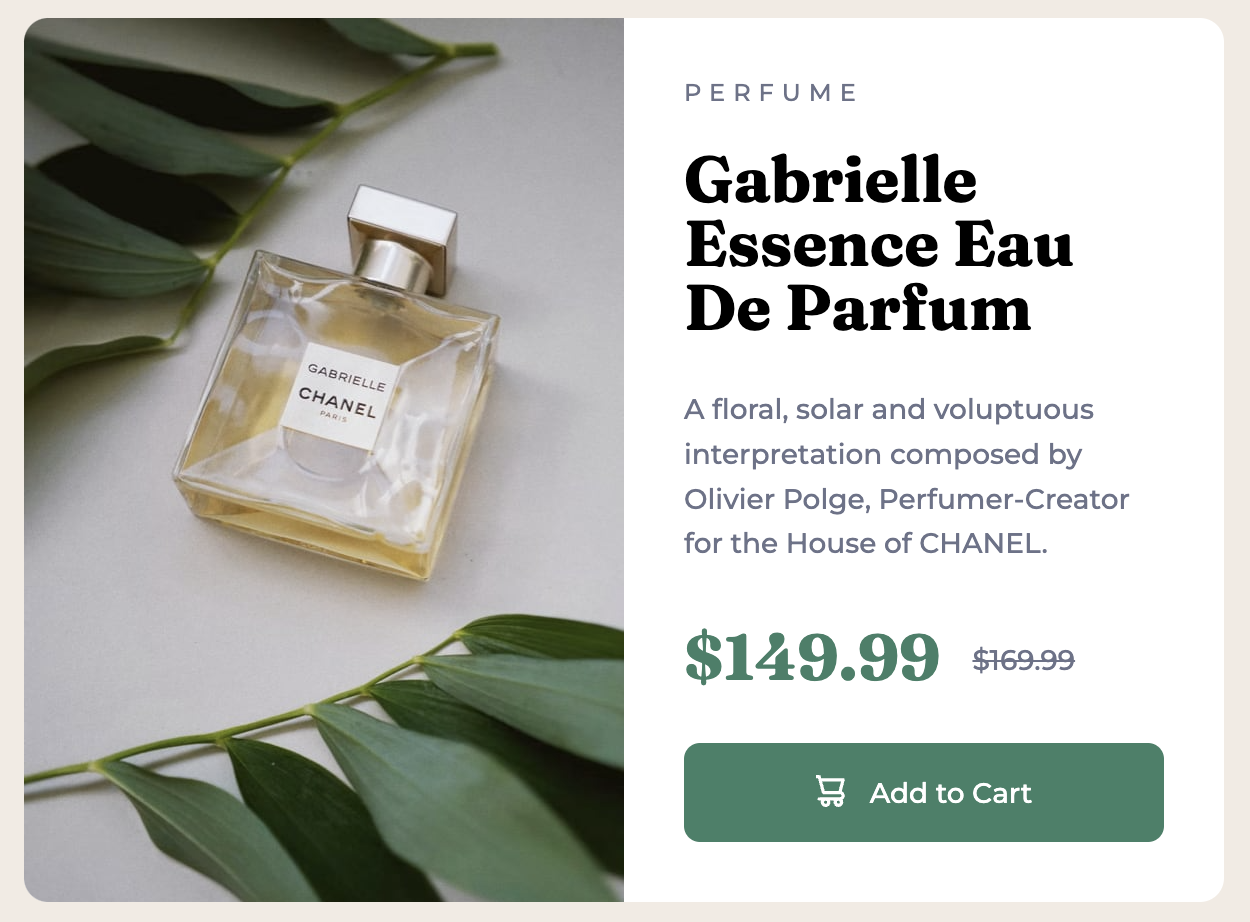 GABRIELLE
CHANEL
PARIS
PERFUME
Gabrielle
Essence Eau
De Parfum
A floral, solar and voluptuous
interpretation composed by
Olivier Polge, Perfumer-Creator
for the House of CHANEL.
$149.99 $169.99
Add to Cart